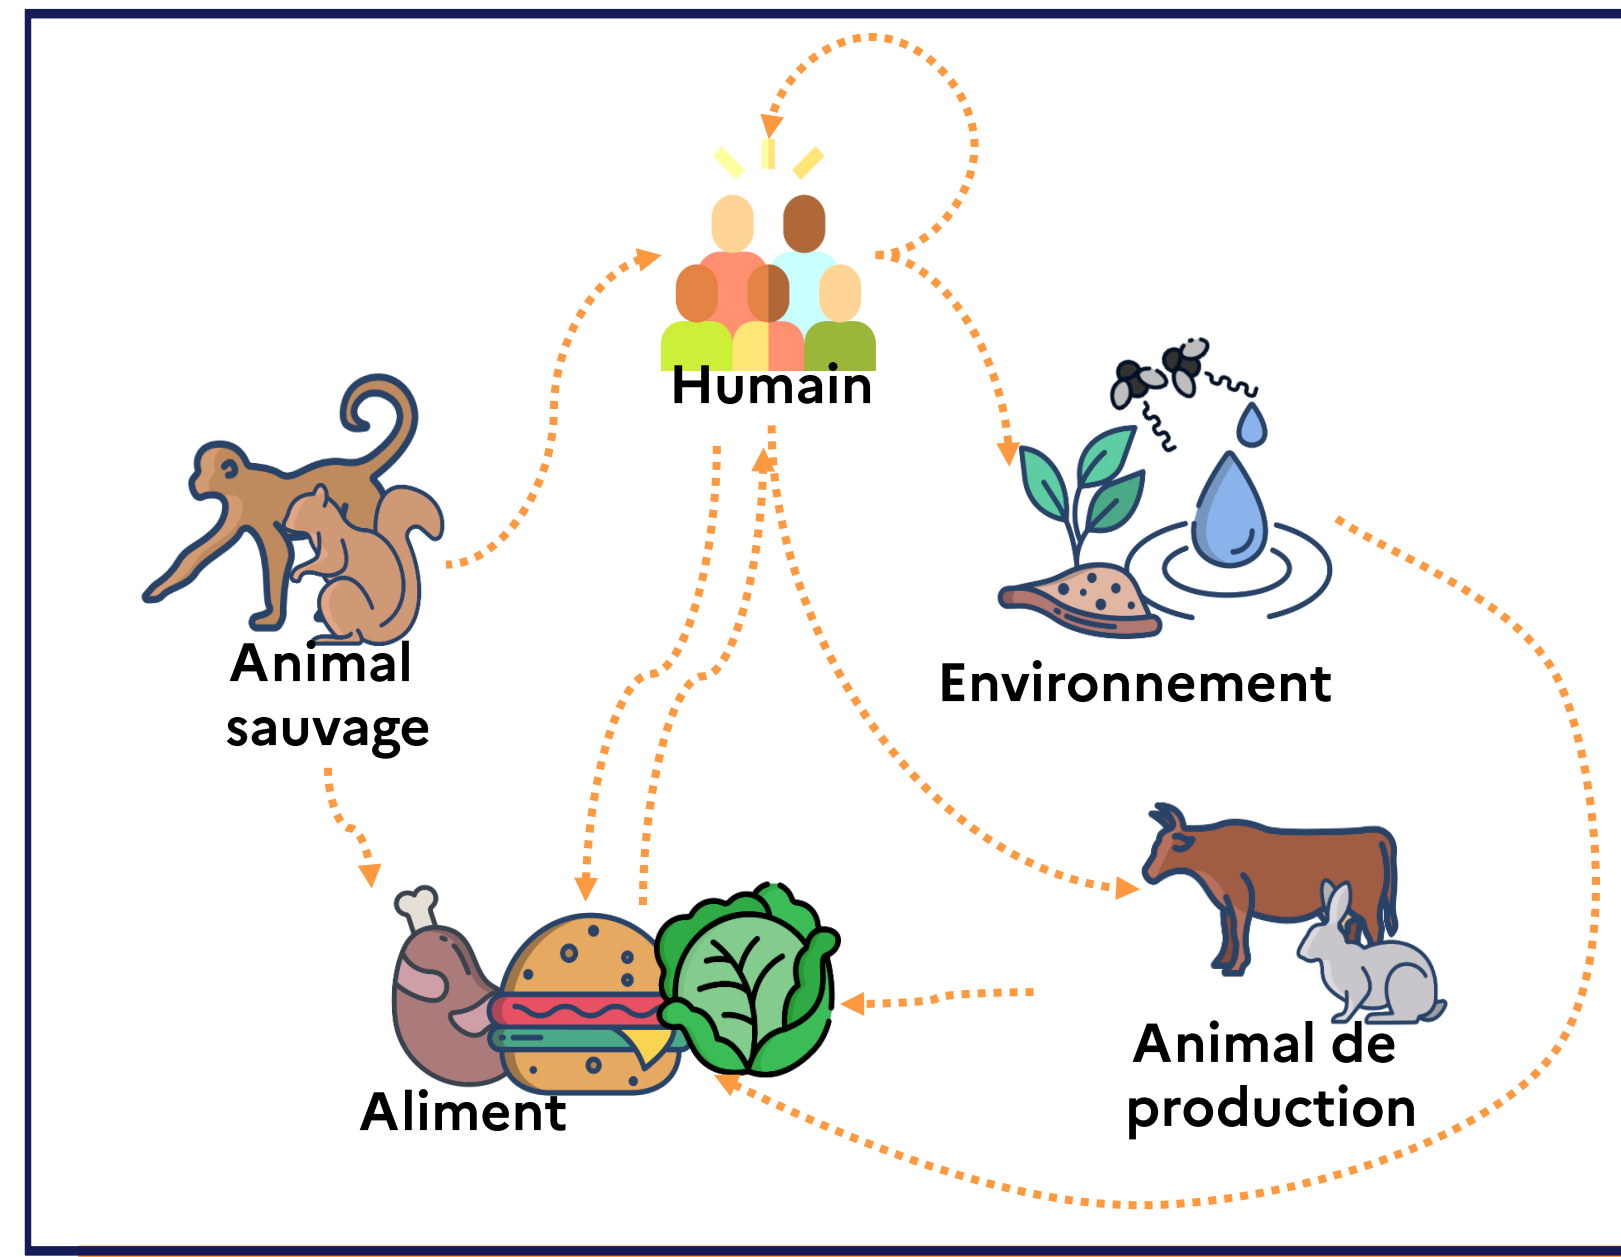 Humain
Animal
sauvage
Environnement
Animal de
production
Aliment